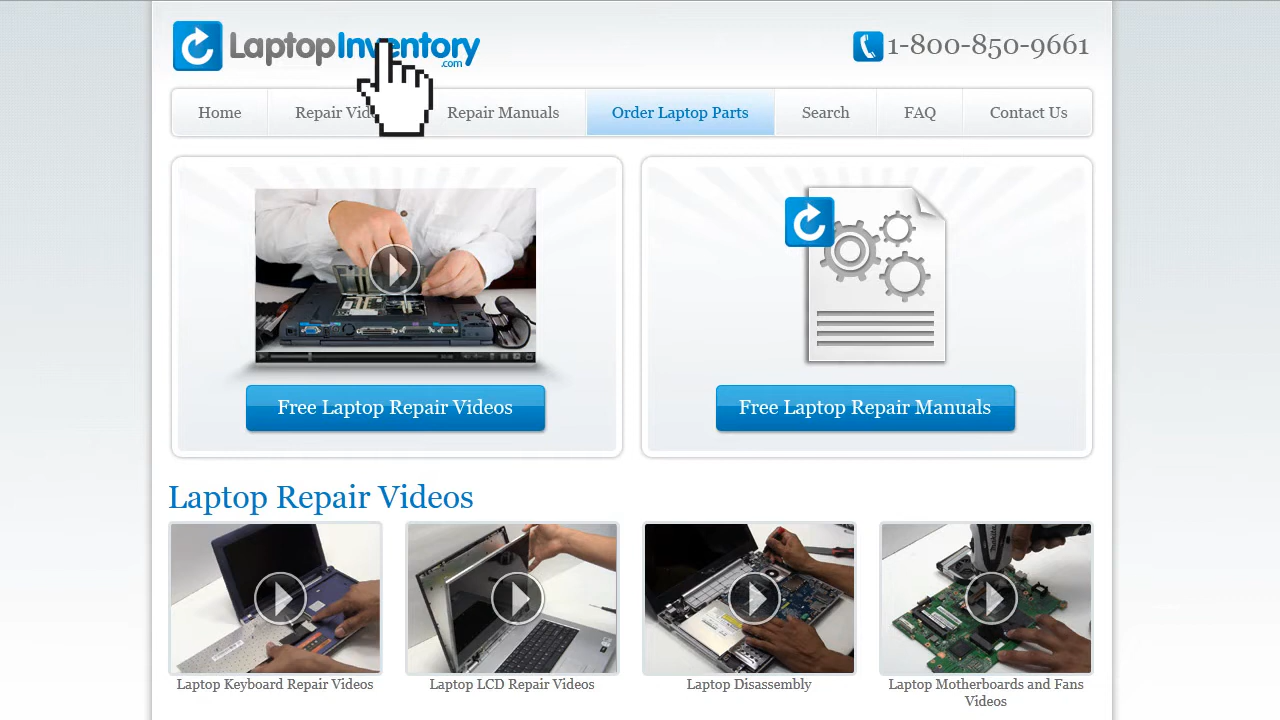 LaptopInventory
.com
1-800-850-9661
Home
Repair Manuals
Order Laptop Parts
Search
FAQ
Contact Us
Free Laptop Repair Videos
Free Laptop Repair Manuals
Laptop Repair Videos
Laptop Keyboard Repair Videos
Laptop LCD Repair Videos
Laptop Disassembly
Laptop Motherboards and Fans
Videos